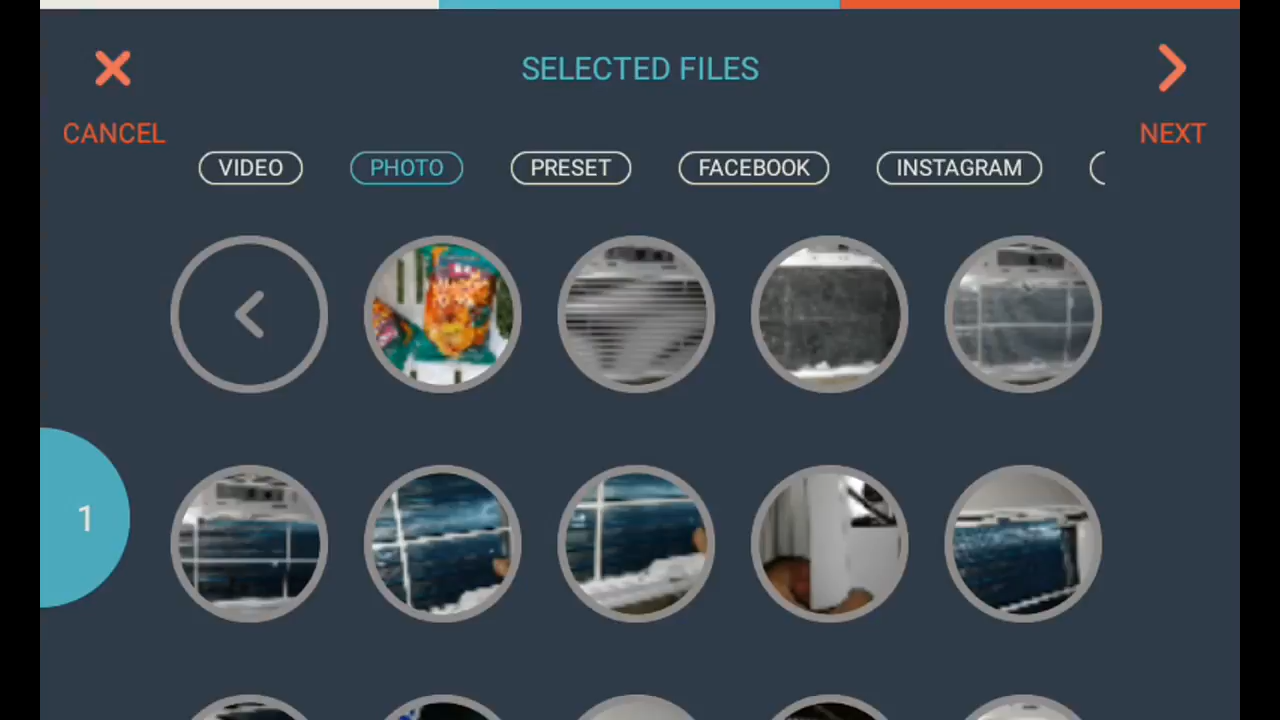 SELECTED FILES
CANCEL
NEXT
VIDEO
PHOTO
PRESET
FACEBOOK
INSTAGRAM
1